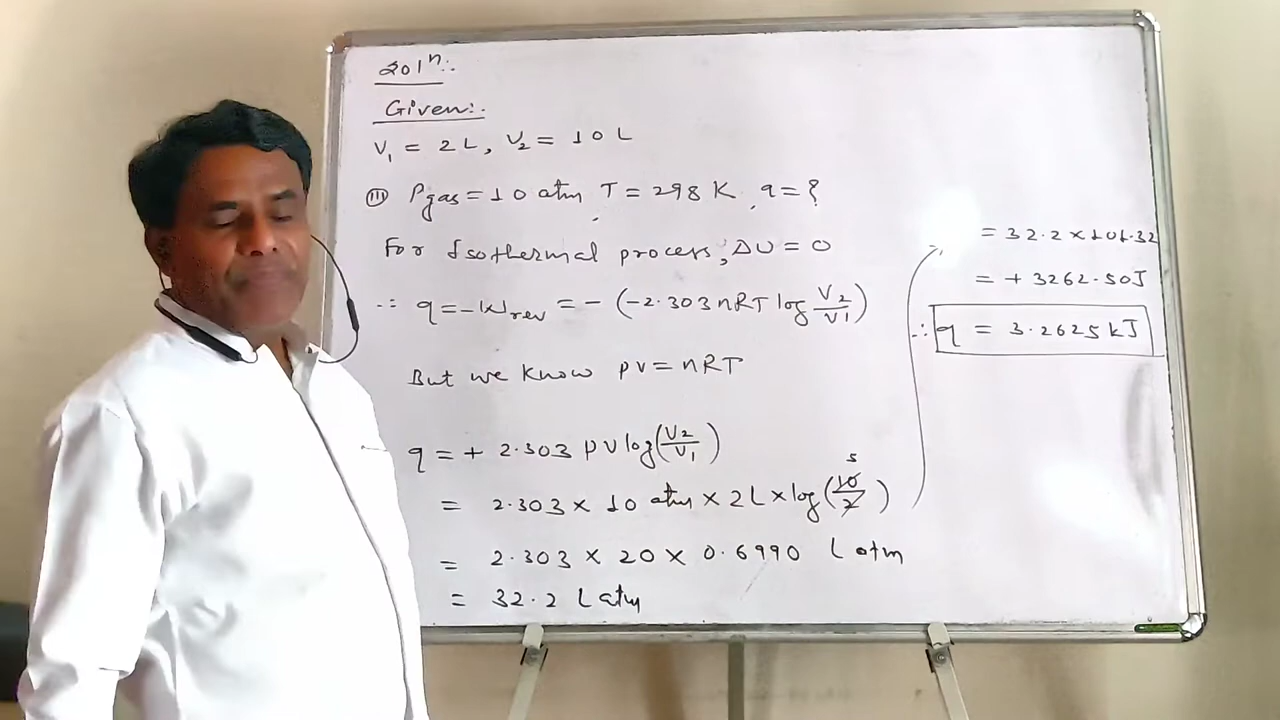 Solⁿ:-
Given:-
V₁ = 2L, V₂ = 10 L
(III) Pgas = 10 atm, T = 298 K, q = ?
For Isothermal process, ΔU = 0
∴ q = -Wrev = - (-2.303 nRT log V₂/V₁)
But we know PV = nRT
q = + 2.303 PV log(V₂/V₁)
= 2.303 × 10 atm × 2L × log(10/2) 5
= 2.303 × 20 × 0.6990 L atm
= 32.2 L atm
= 32.2 × 101.32
= + 3262.50J
∴ q = 3.2625 kJ